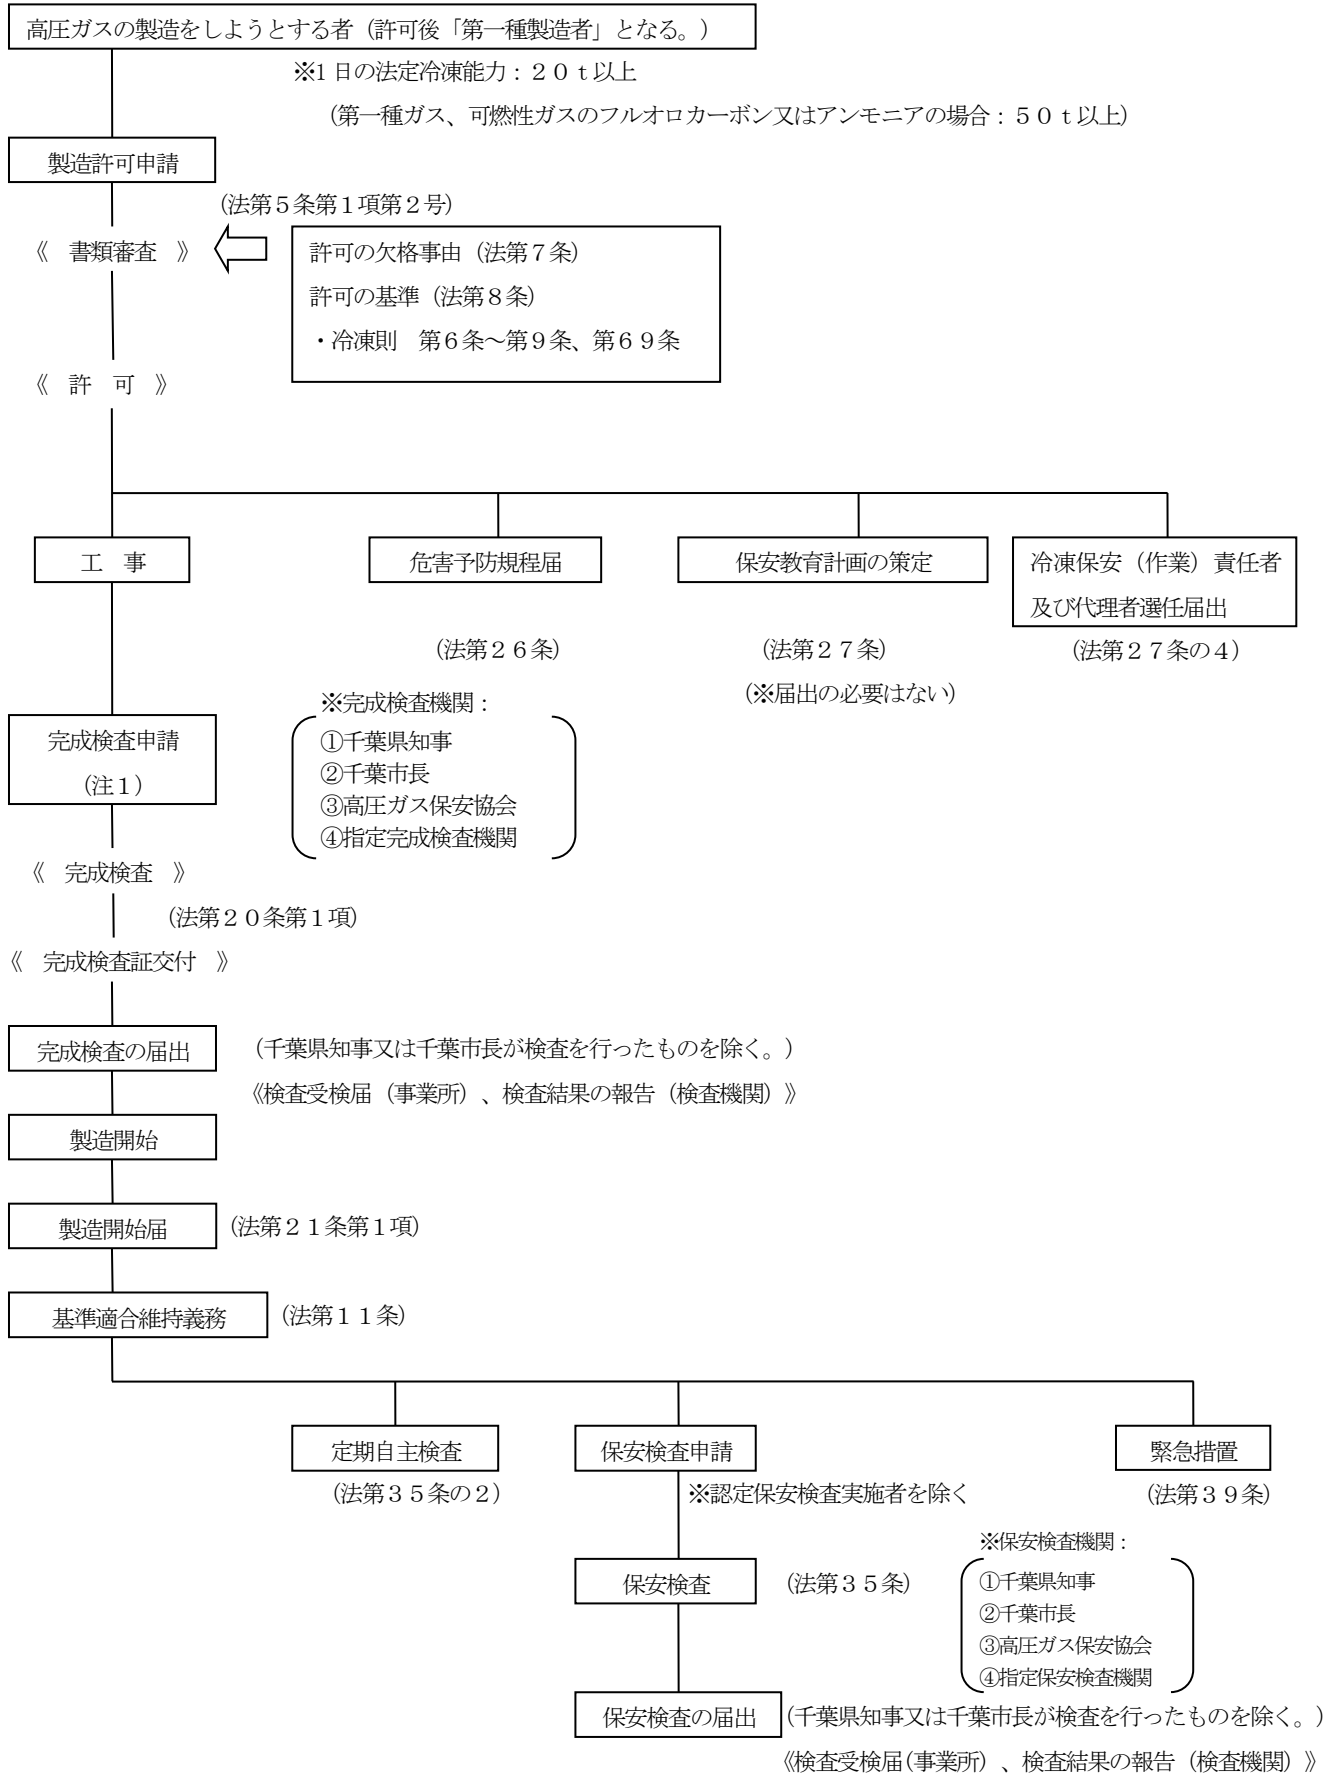 高圧ガスの製造をしようとする者（許可後「第一種製造者」となる。）
※1日の法定冷凍能力：２０ｔ以上
（第一種ガス、可燃性ガスのフルオロカーボン又はアンモニアの場合：５０ｔ以上）
製造許可申請
（法第５条第１項第２号）
《　書類審査　》
許可の欠格事由（法第７条）
許可の基準（法第８条）
・冷凍則　第６条～第９条、第６９条
《　許　可　》
工　事
危害予防規程届
保安教育計画の策定
冷凍保安（作業）責任者
及び代理者選任届出
（法第２６条）
（法第２７条）
（法第２７条の４）
（※届出の必要はない）
※完成検査機関：
①千葉県知事
②千葉市長
③高圧ガス保安協会
④指定完成検査機関
完成検査申請
（注１）
《　完成検査　》
（法第２０条第１項）
《　完成検査証交付　》
完成検査の届出
（千葉県知事又は千葉市長が検査を行ったものを除く。）
《検査受検届（事業所）、検査結果の報告（検査機関）》
製造開始
製造開始届
（法第２１条第１項）
基準適合維持義務
（法第１１条）
定期自主検査
保安検査申請
緊急措置
（法第３５条の２）
※認定保安検査実施者を除く
（法第３９条）
保安検査
（法第３５条）
※保安検査機関：
①千葉県知事
②千葉市長
③高圧ガス保安協会
④指定保安検査機関
保安検査の届出
（千葉県知事又は千葉市長が検査を行ったものを除く。）
《検査受検届(事業所）、検査結果の報告（検査機関）》